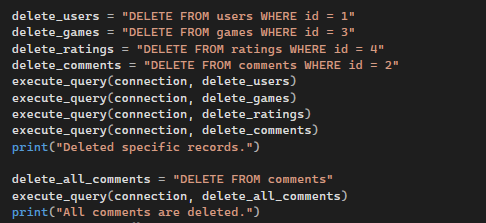 delete_users = "DELETE FROM users WHERE id = 1"
delete_games = "DELETE FROM games WHERE id = 3"
delete_ratings = "DELETE FROM ratings WHERE id = 4"
delete_comments = "DELETE FROM comments WHERE id = 2"
execute_query(connection, delete_users)
execute_query(connection, delete_games)
execute_query(connection, delete_ratings)
execute_query(connection, delete_comments)
print("Deleted specific records.")

delete_all_comments = "DELETE FROM comments"
execute_query(connection, delete_all_comments)
print("All comments are deleted.")